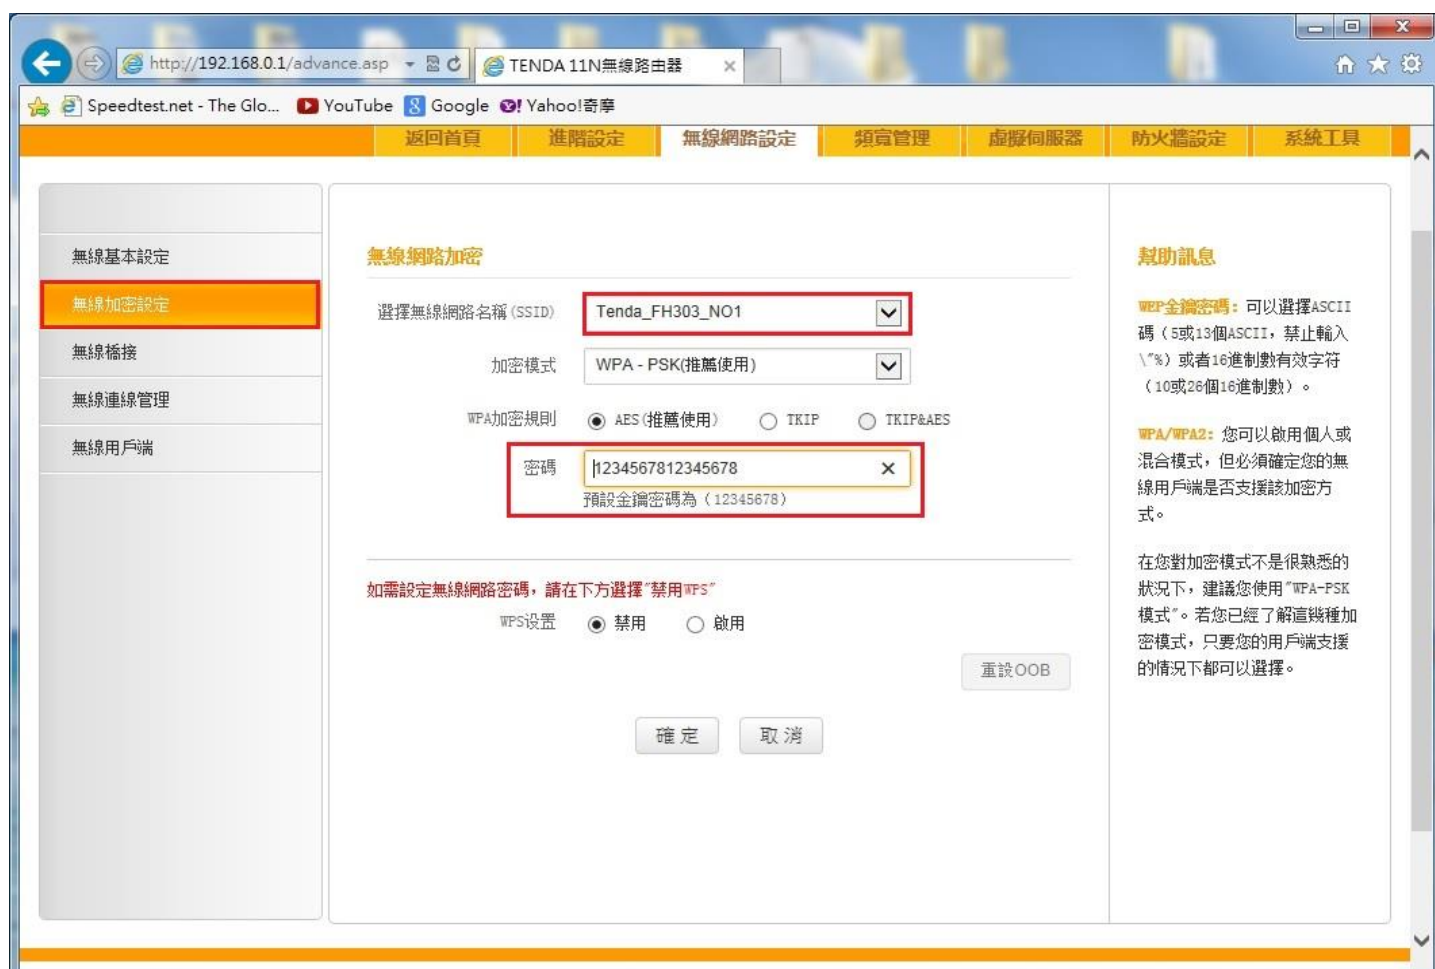 http://192.168.0.1/advance.asp
TENDA 11N無線路由器
Speedtest.net - The Glo...
YouTube
Google
Yahoo!奇摩
返回首頁
進階設定
無線網路設定
頻寬管理
虛擬伺服器
防火牆設定
系統工具
無線基本設定
無線加密設定
無線橋接
無線連線管理
無線用戶端
無線網路加密
選擇無線網路名稱(SSID)
Tenda_FH303_NO1
加密模式
WPA - PSK(推薦使用)
WPA加密規則
AES(推薦使用)
TKIP
TKIP&AES
密碼
1234567812345678
預設金鑰密碼為（12345678）
如需設定無線網路密碼，請在下方選擇"禁用WPS"
WPS设置
禁用
啟用
重設OOB
確定
取消
幫助訊息
WEP金鑰密碼：可以選擇ASCII
碼（5或13個ASCII，禁止輸入
\"%）或者16進制數有效字符
（10或26個16進制數）。
WPA/WPA2：您可以啟用個人或
混合模式，但必須確定您的無
線用戶端是否支援該加密方
式。
在您對加密模式不是很熟悉的
狀況下，建議您使用"WPA-PSK
模式"。若您已經了解這幾種加
密模式，只要您的用戶端支援
的情況下都可以選擇。